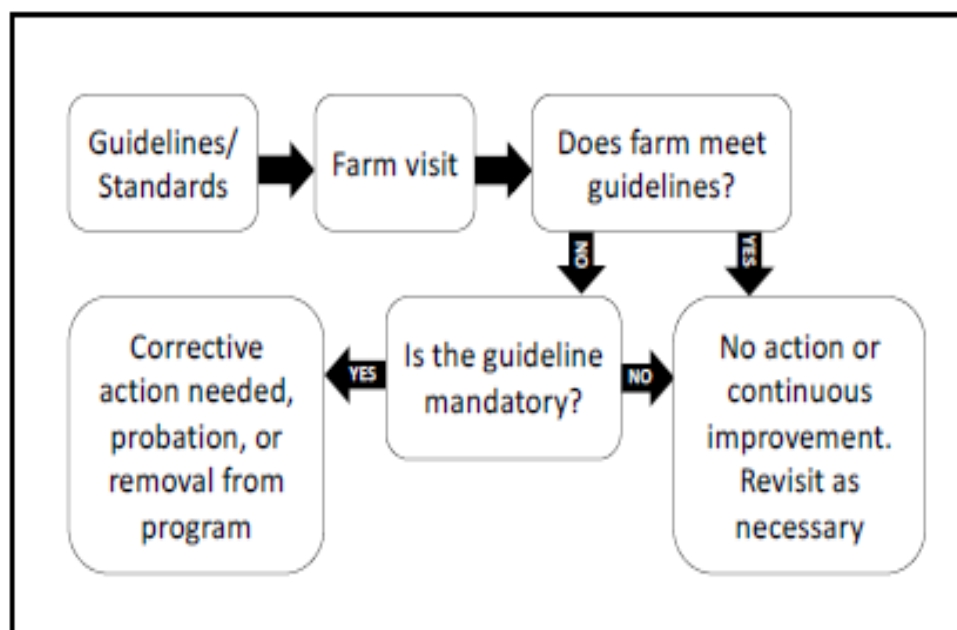 Guidelines/
Standards
Farm visit
Does farm meet
guidelines?
NO
YES
Corrective
action needed,
probation, or
removal from
program
YES
Is the guideline
mandatory?
NO
No action or
continuous
improvement.
Revisit as
necessary